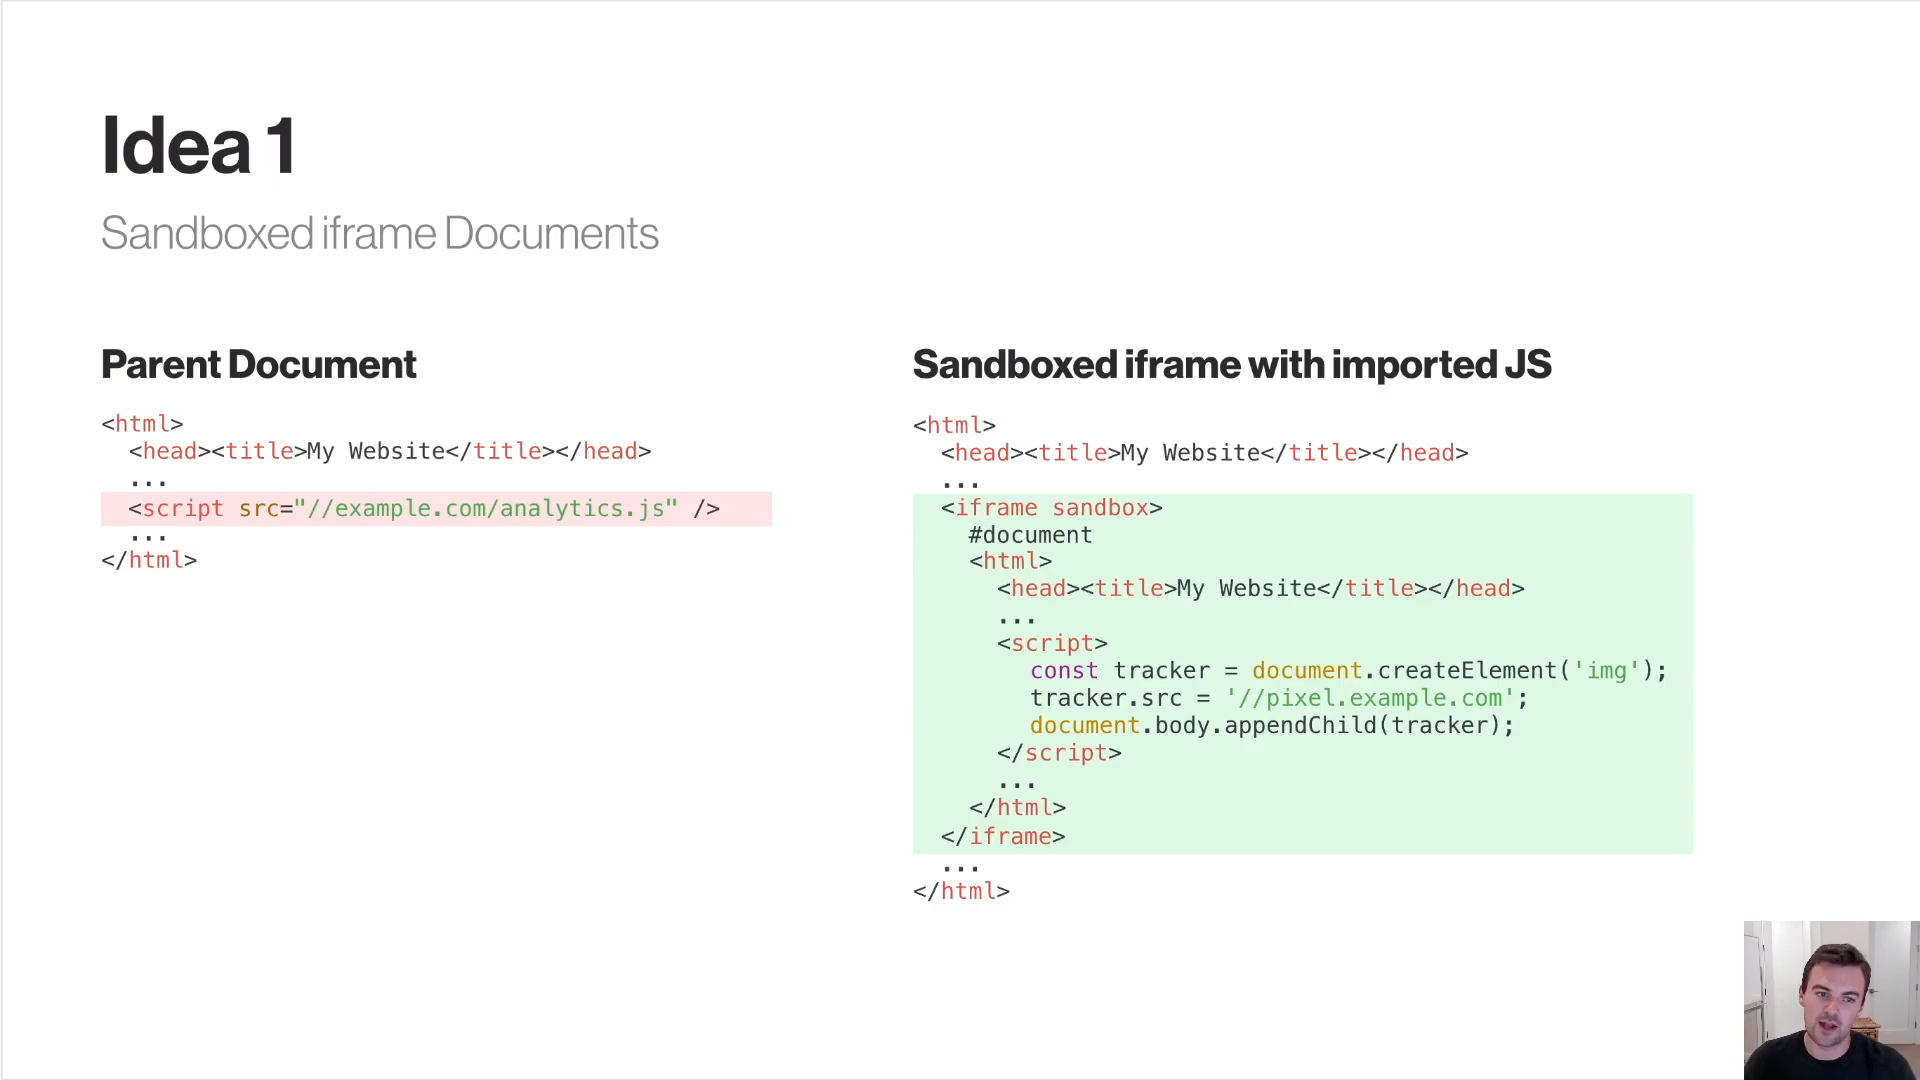 Idea 1
Sandboxed iframe Documents
Parent Document
<html>
<head><title>My Website</title></head>
...
<script src="//example.com/analytics.js" />
...
</html>
Sandboxed iframe with imported JS
<html>
<head><title>My Website</title></head>
...
<iframe sandbox>
#document
<html>
<head><title>My Website</title></head>
...
<script>
const tracker = document.createElement('img');
tracker.src = '//pixel.example.com';
document.body.appendChild(tracker);
</script>
...
</html>
</iframe>
...
</html>